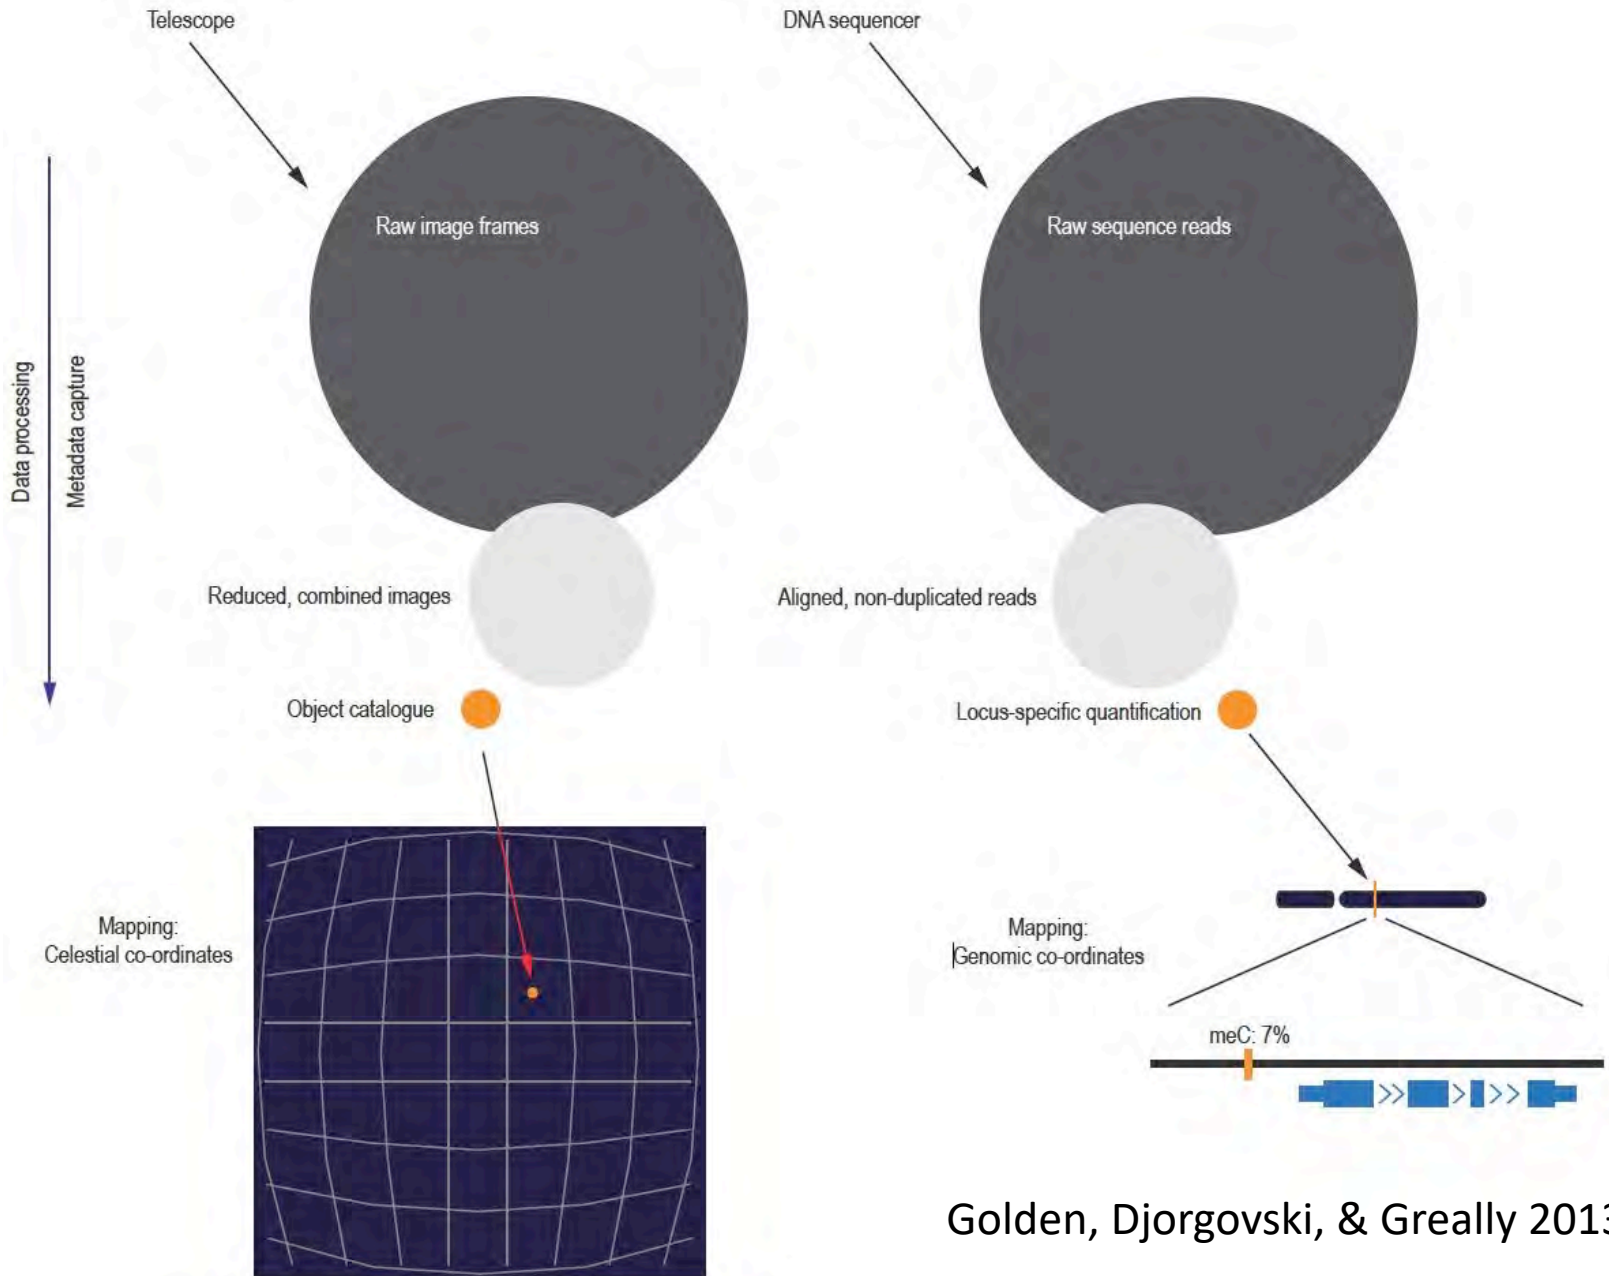 Telescope
DNA sequencer
Raw image frames
Raw sequence reads
Data processing
Metadata capture
Reduced, combined images
Aligned, non-duplicated reads
Object catalogue
Locus-specific quantification
Mapping:
Celestial co-ordinates
Mapping:
Genomic co-ordinates
meC: 7%
Golden, Djorgovski, & Greally 2013